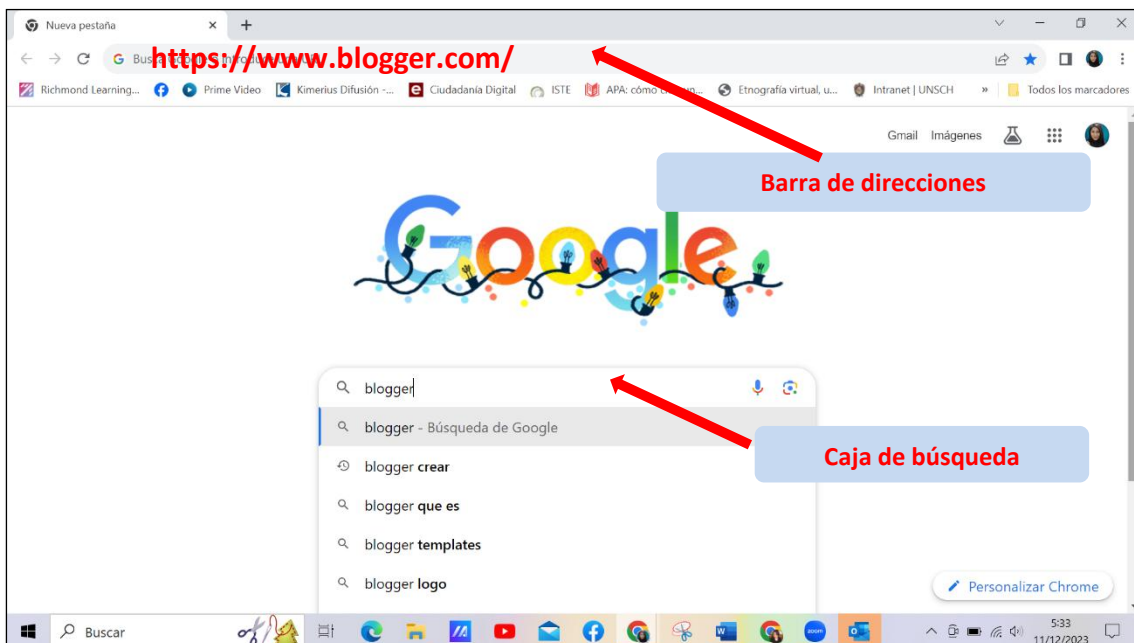 Nueva pestaña
https://www.blogger.com/
Richmond Learning... Prime Video Kimerius Difusión -... Ciudadanía Digital ISTE APA: cómo Etnografía virtual, u... Intranet | UNSCH » Todos los marcadores
Gmail Imágenes
Barra de direcciones
Google
blogger
blogger - Búsqueda de Google
Caja de búsqueda
blogger crear
blogger que es
blogger templates
blogger logo
Personalizar Chrome
Buscar
zoom
5:33
11/12/2023